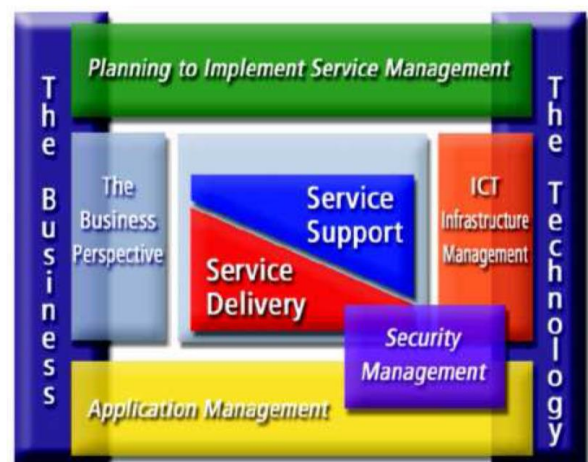 Planning to Implement Service Management
The Business
The
Business
Perspective
Service
Support
Service
Delivery
ICT
Infrastructure
Management
The Technology
Security
Management
Application Management